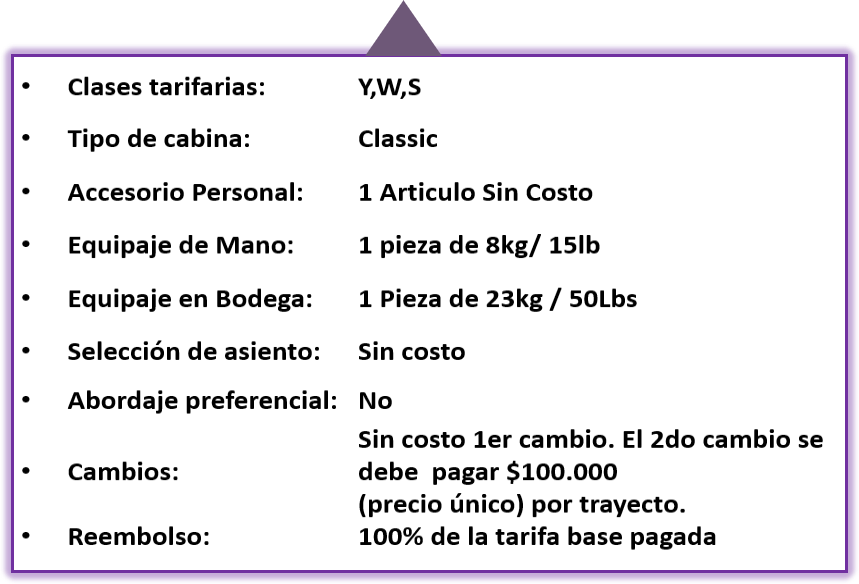 • Clases tarifarias: Y,W,S
• Tipo de cabina: Classic
• Accesorio Personal: 1 Articulo Sin Costo
• Equipaje de Mano: 1 pieza de 8kg/ 15lb
• Equipaje en Bodega: 1 Pieza de 23kg / 50Lbs
• Selección de asiento: Sin costo
• Abordaje preferencial: No
• Cambios: Sin costo 1er cambio. El 2do cambio se
debe pagar $100.000
(precio único) por trayecto.
• Reembolso: 100% de la tarifa base pagada